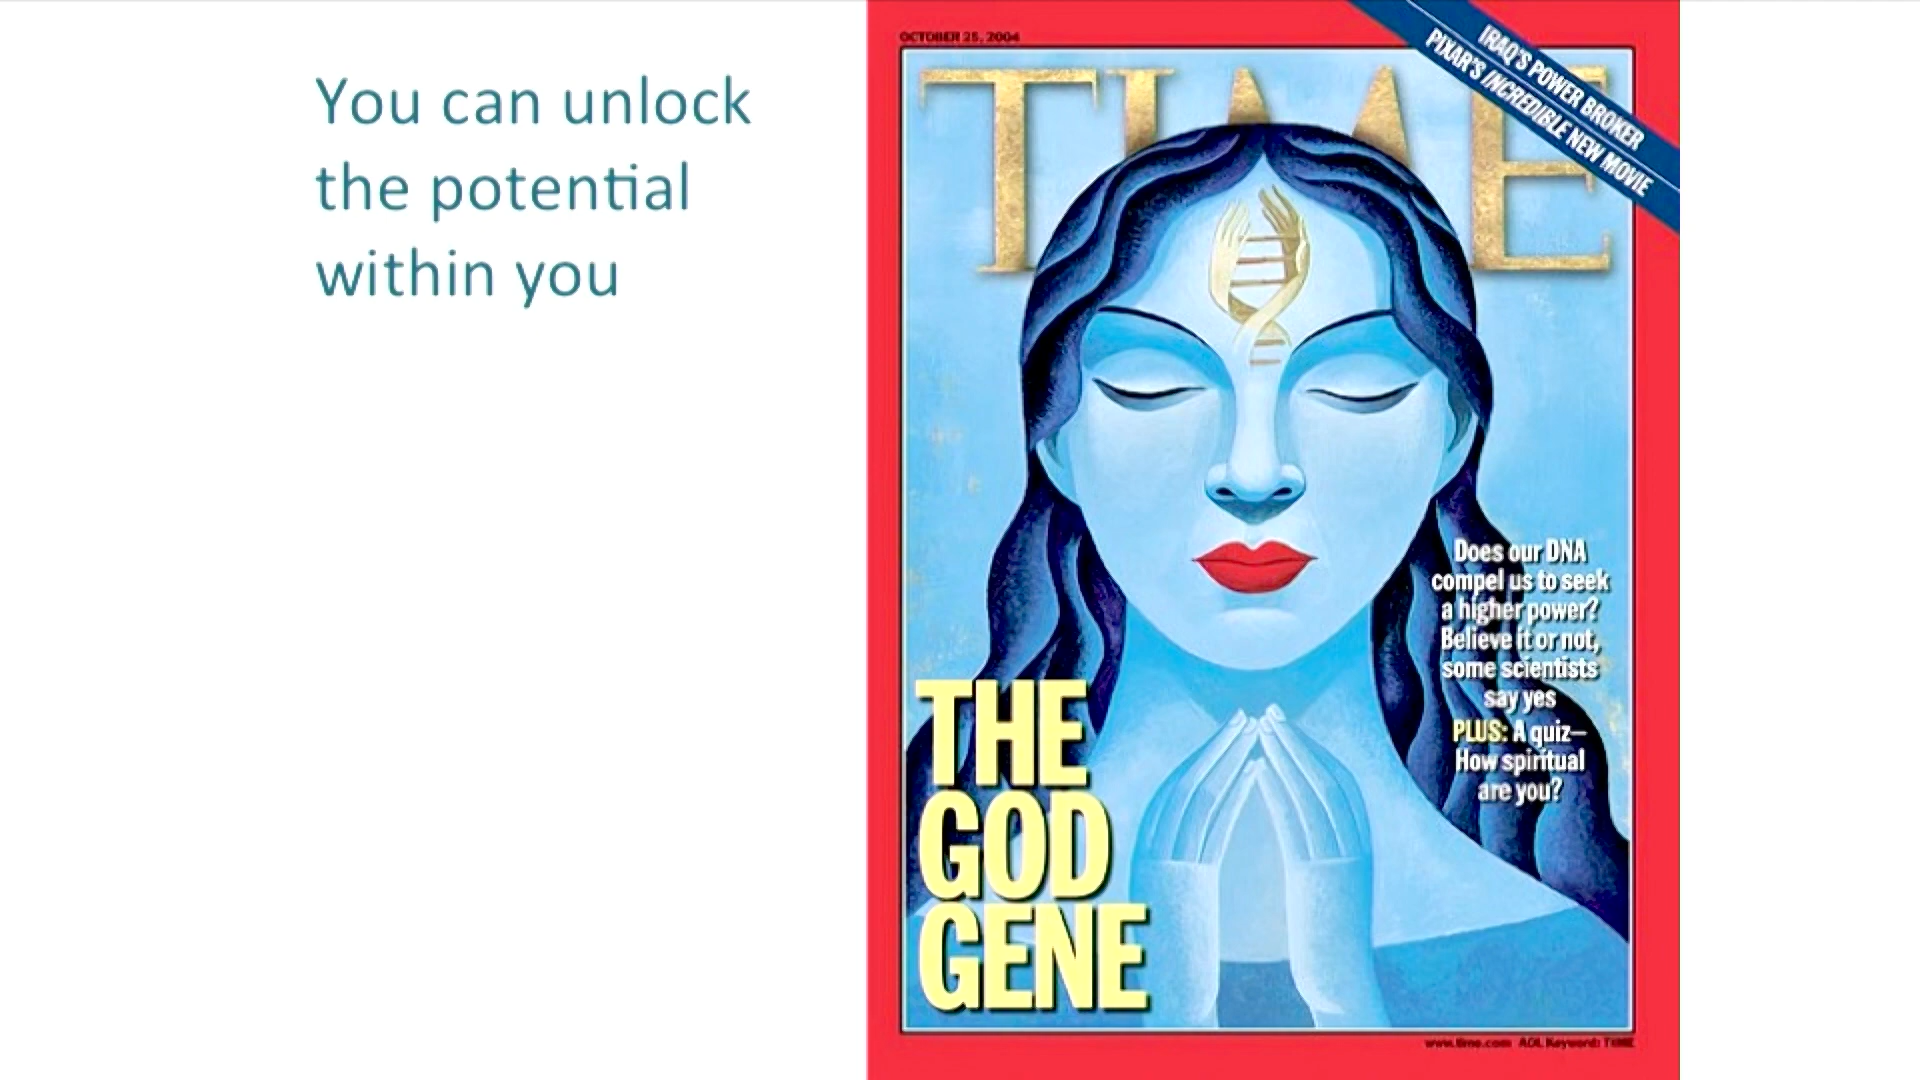 You can unlock
the potential
within you
OCTOBER 25, 2004
TIME
IRAQ'S POWER BROKER
PIXAR'S INCREDIBLE NEW MOVIE
Does our DNA
compel us to seek
a higher power?
Believe it or not,
some scientists
say yes
PLUS: A quiz—
How spiritual
are you?
THE
GOD
GENE
www.time.com AOL Keyword: TIME